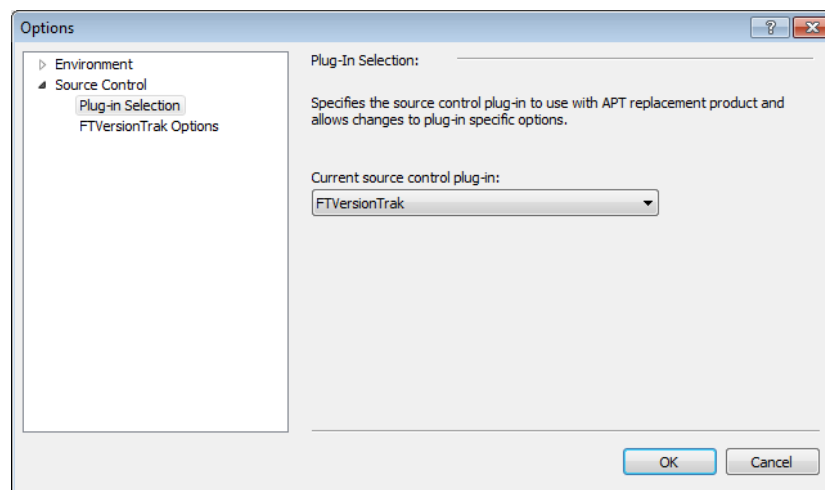 Options
Environment
Source Control
Plug-in Selection
FTVersionTrak Options
Plug-In Selection:
Specifies the source control plug-in to use with APT replacement product and
allows changes to plug-in specific options.
Current source control plug-in:
FTVersionTrak
OK
Cancel